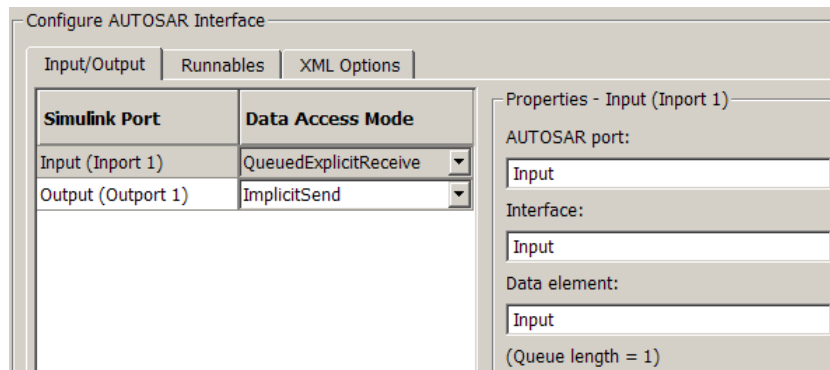 Configure AUTOSAR Interface
Input/Output
Runnables
XML Options
Simulink Port
Data Access Mode
Input (Inport 1)
QueuedExplicitReceive
Output (Outport 1)
ImplicitSend
Properties - Input (Inport 1)
AUTOSAR port:
Input
Interface:
Input
Data element:
Input
(Queue length = 1)